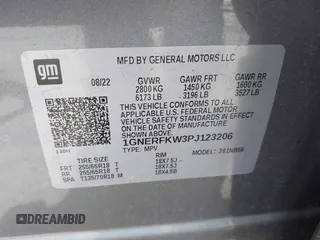 gm
MFD BY GENERAL MOTORS LLC
08/22 GVWR GAWR FRT GAWR RR
2800 KG 1450 KG 1600 KG
6173 LB 3196 LB 3527 LB
THIS VEHICLE CONFORMS TO ALL
APPLICABLE U.S. FEDERAL MOTOR
VEHICLE SAFETY AND THEFT PREVENTION
STANDARDS IN EFFECT ON THE DATE OF
MANUFACTURE SHOWN ABOVE.
1GNERFKW3PJ123206
TYPE: MPV MODEL:
TIRE SIZE RIM
FRT 255/65R18 T 18X7.5J
RR 255/65R18 T 18X7.5J
SPA T135/70R18 M 18X4.5B
DREAMBID